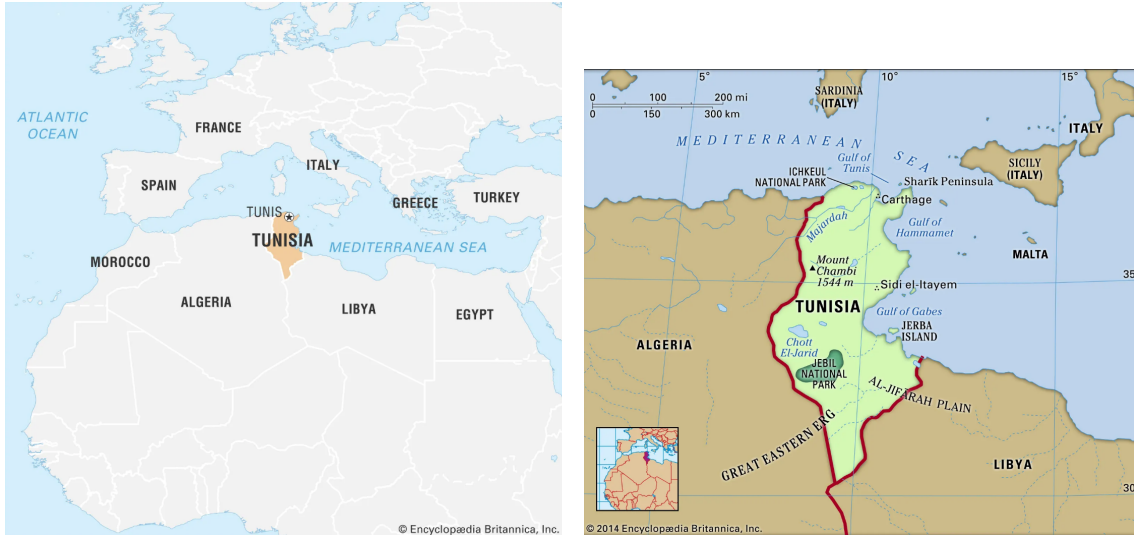 ATLANTIC
OCEAN
FRANCE
ITALY
SPAIN
GREECE
TURKEY
TUNIS
TUNISIA
MEDITERRANEAN SEA
MOROCCO
ALGERIA
LIBYA
EGYPT
© Encyclopædia Britannica, Inc.
5°
10°
15°
0 100 200 mi
0 100 200 300 km
SARDINIA
(ITALY)
ITALY
MEDITERRANEAN SEA
Gulf of
Tunis
SICILY
(ITALY)
ICHKEUL
NATIONAL PARK
Sharīk Peninsula
Carthage
Majardah
Gulf of
Hammamet
MALTA
Mount
Chambi
1544 m
35
Sidi el-Itayem
TUNISIA
Gulf of Gabes
JERBA
ISLAND
ALGERIA
Chott
El-Jarid
JEBIL
NATIONAL
PARK
AL-JIFĀRAH PLAIN
GREAT EASTERN ERG
LIBYA
30
© 2014 Encyclopædia Britannica, Inc.